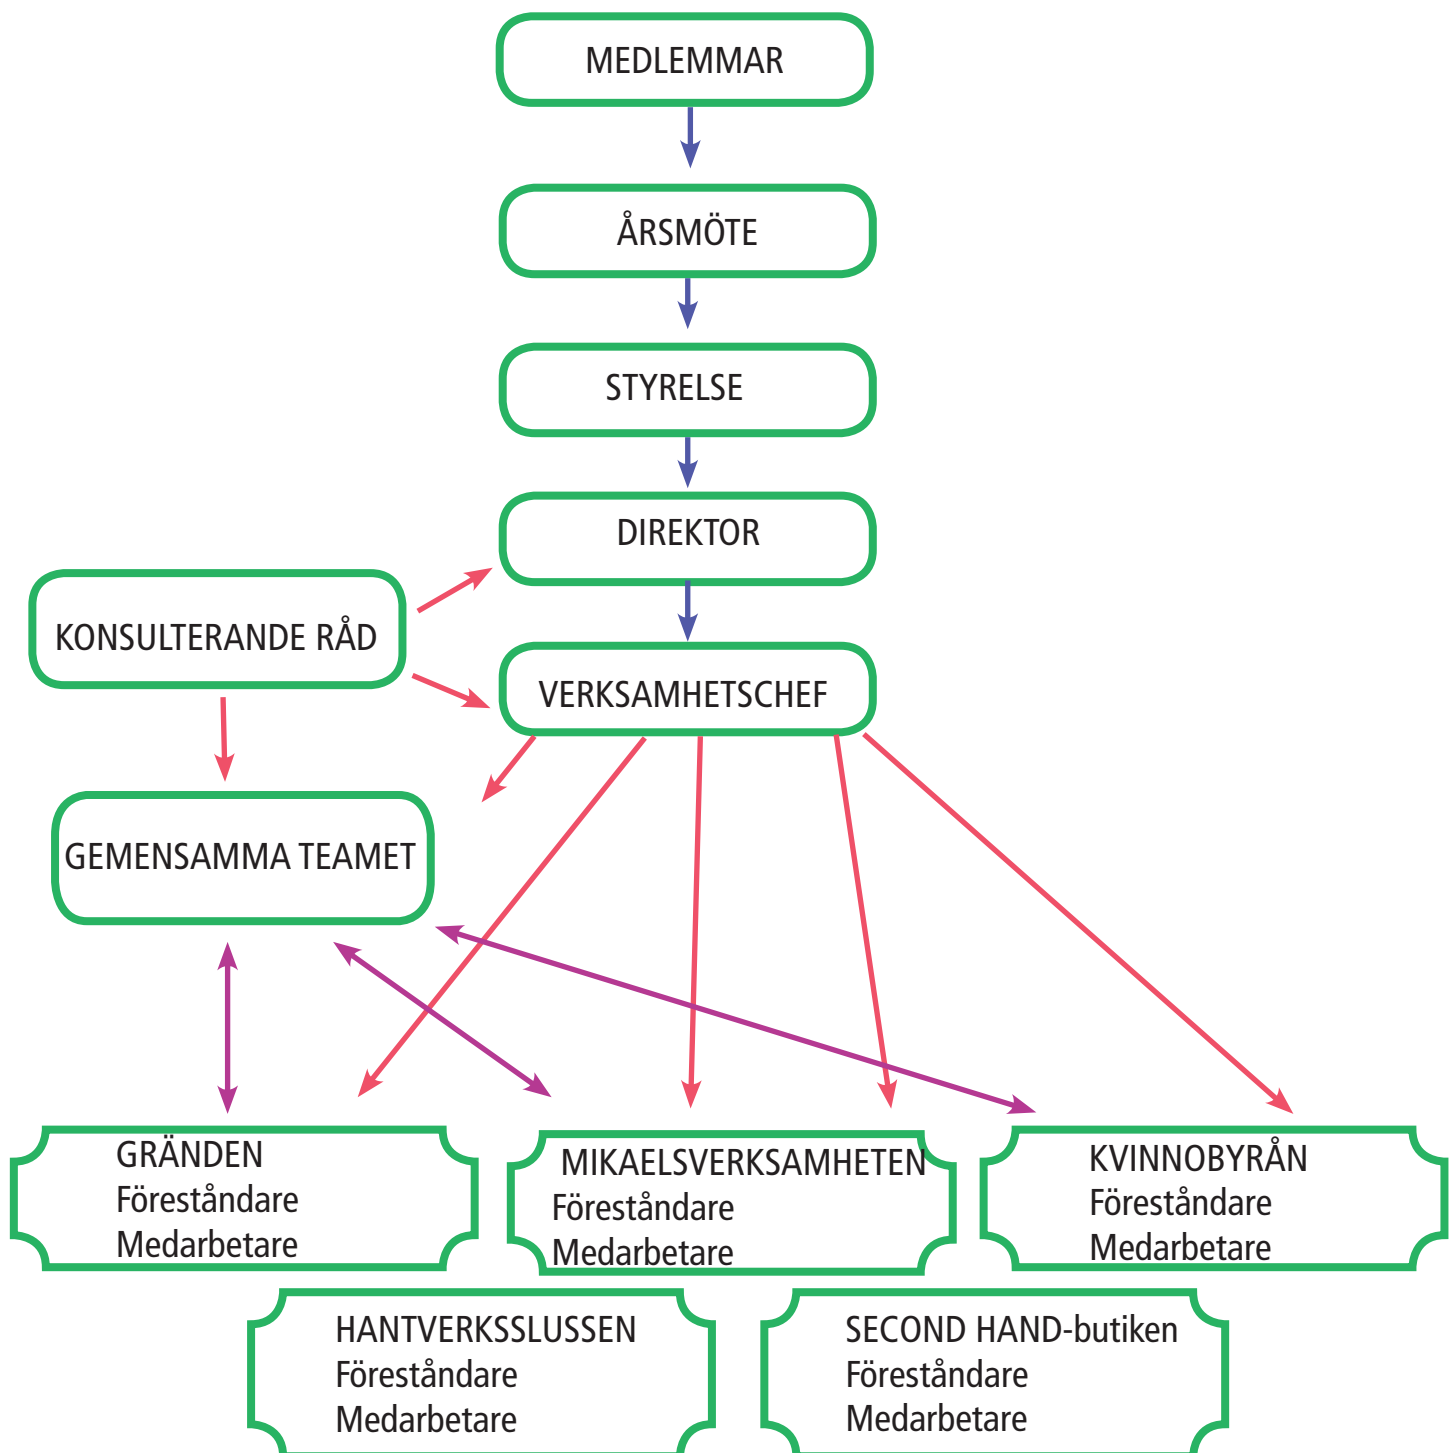 MEDLEMMAR
ÅRSMÖTE
STYRELSE
DIREKTOR
KONSULTERANDE RÅD
VERKSAMHETSCHEF
GEMENSAMMA TEAMET
GRÄNDEN
Föreståndare
Medarbetare
MIKAELSVERKSAMHETEN
Föreståndare
Medarbetare
KVINNOBYRÅN
Föreståndare
Medarbetare
HANTVERKSSLUSSEN
Föreståndare
Medarbetare
SECOND HAND-butiken
Föreståndare
Medarbetare